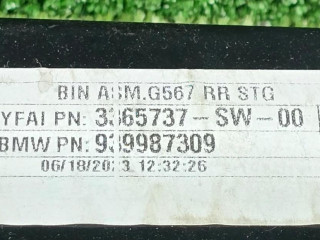 BIN ASM.G567 RR STG
YFAI PN: 3365737-SW-00
BMW PN: 939987309
06/18/2023 12:32:26